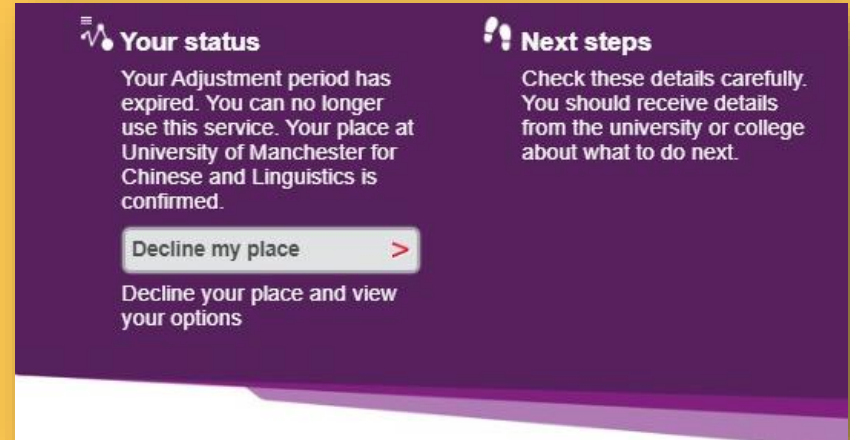 Your status
Your Adjustment period has
expired. You can no longer
use this service. Your place at
University of Manchester for
Chinese and Linguistics is
confirmed.
Decline my place >
Decline your place and view
your options
Next steps
Check these details carefully.
You should receive details
from the university or college
about what to do next.